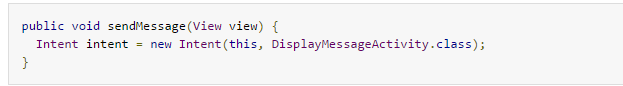 public void sendMessage(View view) {
  Intent intent = new Intent(this, DisplayMessageActivity.class);
}